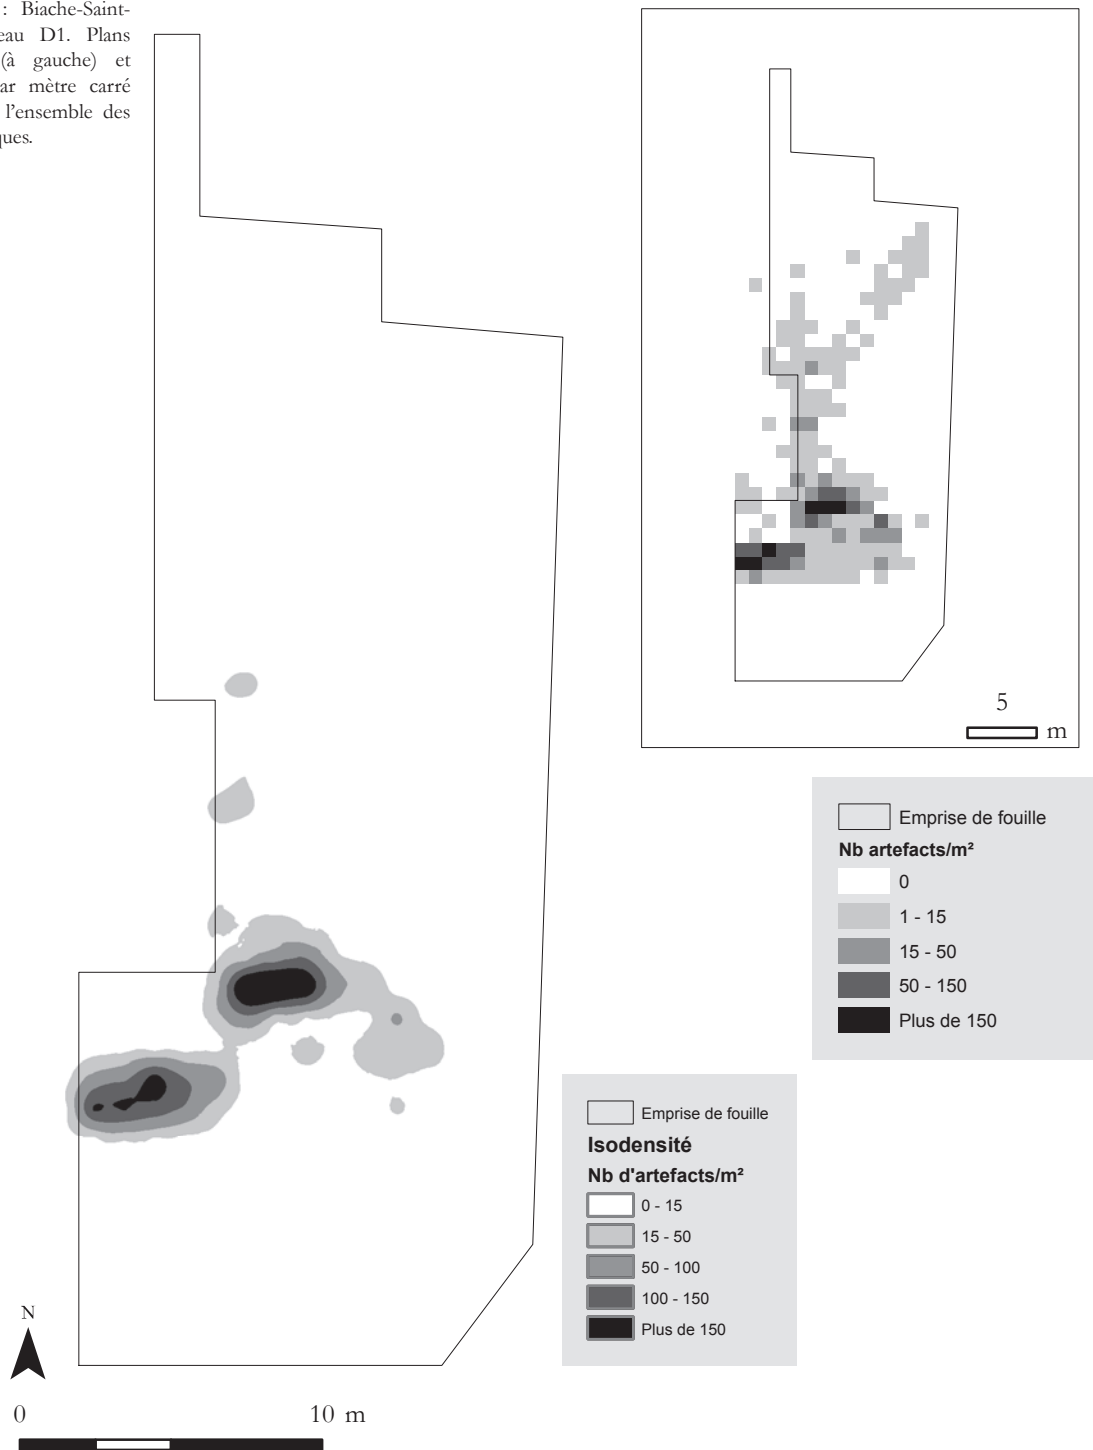 : Biache-Saint-
eau D1. Plans
(à gauche) et
ar mètre carré
l'ensemble des
ques.
5
m
Emprise de fouille
Nb artefacts/m²
0
1 - 15
15 - 50
50 - 150
Plus de 150
Emprise de fouille
Isodensité
Nb d'artefacts/m²
0 - 15
15 - 50
50 - 100
100 - 150
Plus de 150
N
0 10 m